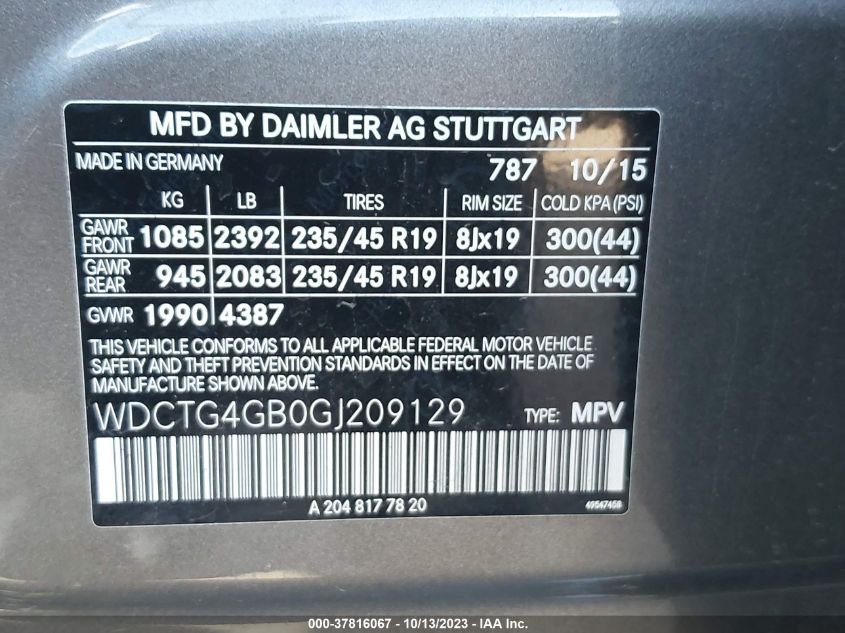 MFD BY DAIMLER AG STUTTGART
MADE IN GERMANY 787 10/15
KG LB TIRES RIM SIZE COLD KPA (PSI)
GAWR FRONT 1085 2392 235/45 R19 8Jx19 300(44)
GAWR REAR 945 2083 235/45 R19 8Jx19 300(44)
GVWR 1990 4387
THIS VEHICLE CONFORMS TO ALL APPLICABLE FEDERAL MOTOR VEHICLE
SAFETY AND THEFT PREVENTION STANDARDS IN EFFECT ON THE DATE OF
MANUFACTURE SHOWN ABOVE.
WDCTG4GB0GJ209129 TYPE: MPV
A 204 817 78 20 49547458
000-37816067 - 10/13/2023 - IAA Inc.